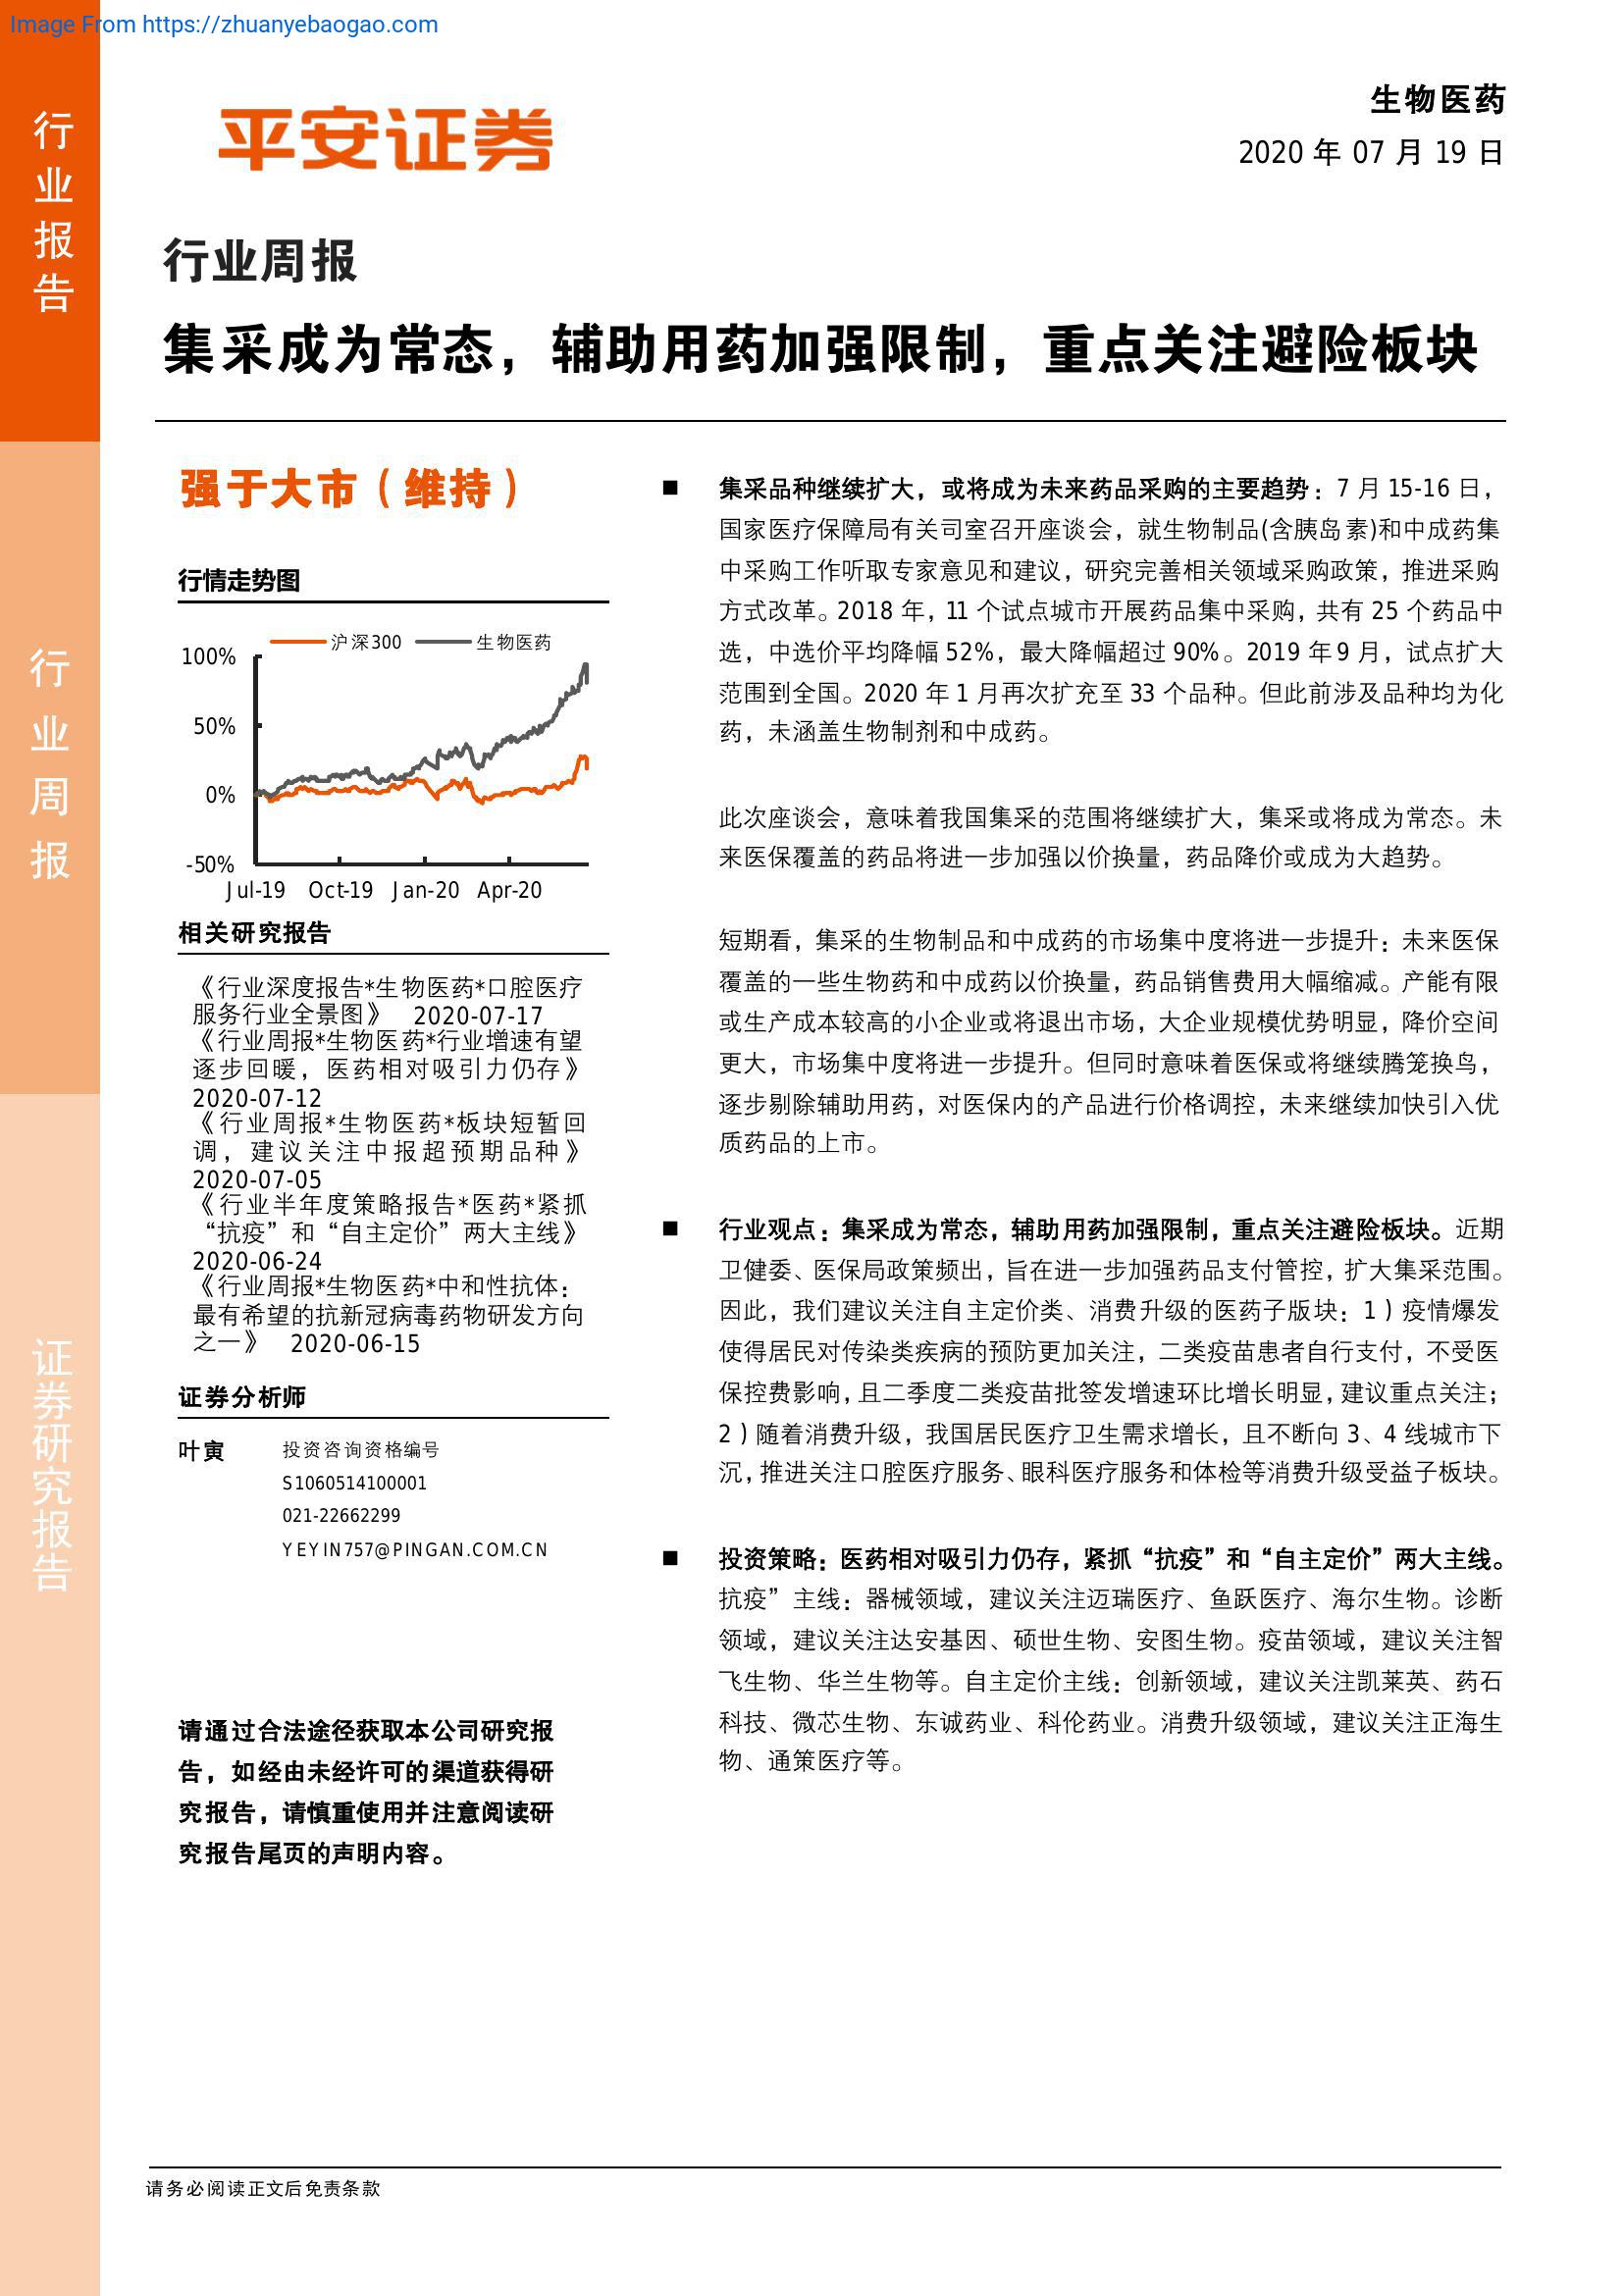 Image From https://zhuanyebaogao.com
行业报告
行业周报
证券研究报告
平安证券
生物医药
2020 年 07 月 19 日
行业周报
集采成为常态，辅助用药加强限制，重点关注避险板块
强于大市（维持）
行情走势图
沪深300 生物医药
100%
50%
0%
-50%
Jul-19 Oct-19 Jan-20 Apr-20
相关研究报告
《行业深度报告*生物医药*口腔医疗
服务行业全景图》 2020-07-17
《行业周报*生物医药*行业增速有望
逐步回暖，医药相对吸引力仍存》
2020-07-12
《行业周报*生物医药*板块短暂回
调，建议关注中报超预期品种》
2020-07-05
《行业半年度策略报告*医药*紧抓
“抗疫”和“自主定价”两大主线》
2020-06-24
《行业周报*生物医药*中和性抗体：
最有希望的抗新冠病毒药物研发方向
之一》 2020-06-15
证券分析师
叶寅 投资咨询资格编号
S1060514100001
021-22662299
YEYIN757@PINGAN.COM.CN
请通过合法途径获取本公司研究报
告，如经由未经许可的渠道获得研
究报告，请慎重使用并注意阅读研
究报告尾页的声明内容。
■ 集采品种继续扩大，或将成为未来药品采购的主要趋势：7 月 15-16 日，
国家医疗保障局有关司室召开座谈会，就生物制品(含胰岛素)和中成药集
中采购工作听取专家意见和建议，研究完善相关领域采购政策，推进采购
方式改革。2018 年，11 个试点城市开展药品集中采购，共有 25 个药品中
选，中选价平均降幅 52%，最大降幅超过 90%。2019 年 9 月，试点扩大
范围到全国。2020 年 1 月再次扩充至 33 个品种。但此前涉及品种均为化
药，未涵盖生物制剂和中成药。
此次座谈会，意味着我国集采的范围将继续扩大，集采或将成为常态。未
来医保覆盖的药品将进一步加强以价换量，药品降价或成为大趋势。
短期看，集采的生物制品和中成药的市场集中度将进一步提升：未来医保
覆盖的一些生物药和中成药以价换量，药品销售费用大幅缩减。产能有限
或生产成本较高的小企业或将退出市场，大企业规模优势明显，降价空间
更大，市场集中度将进一步提升。但同时意味着医保或将继续腾笼换鸟，
逐步剔除辅助用药，对医保内的产品进行价格调控，未来继续加快引入优
质药品的上市。
■ 行业观点：集采成为常态，辅助用药加强限制，重点关注避险板块。近期
卫健委、医保局政策频出，旨在进一步加强药品支付管控，扩大集采范围。
因此，我们建议关注自主定价类、消费升级的医药子版块：1）疫情爆发
使得居民对传染类疾病的预防更加关注，二类疫苗患者自行支付，不受医
保控费影响，且二季度二类疫苗批签发增速环比增长明显，建议重点关注；
2）随着消费升级，我国居民医疗卫生需求增长，且不断向 3、4 线城市下
沉，推进关注口腔医疗服务、眼科医疗服务和体检等消费升级受益子板块。
■ 投资策略：医药相对吸引力仍存，紧抓“抗疫”和“自主定价”两大主线。
抗疫”主线：器械领域，建议关注迈瑞医疗、鱼跃医疗、海尔生物。诊断
领域，建议关注达安基因、硕世生物、安图生物。疫苗领域，建议关注智
飞生物、华兰生物等。自主定价主线：创新领域，建议关注凯莱英、药石
科技、微芯生物、东诚药业、科伦药业。消费升级领域，建议关注正海生
物、通策医疗等。
请务必阅读正文后免责条款